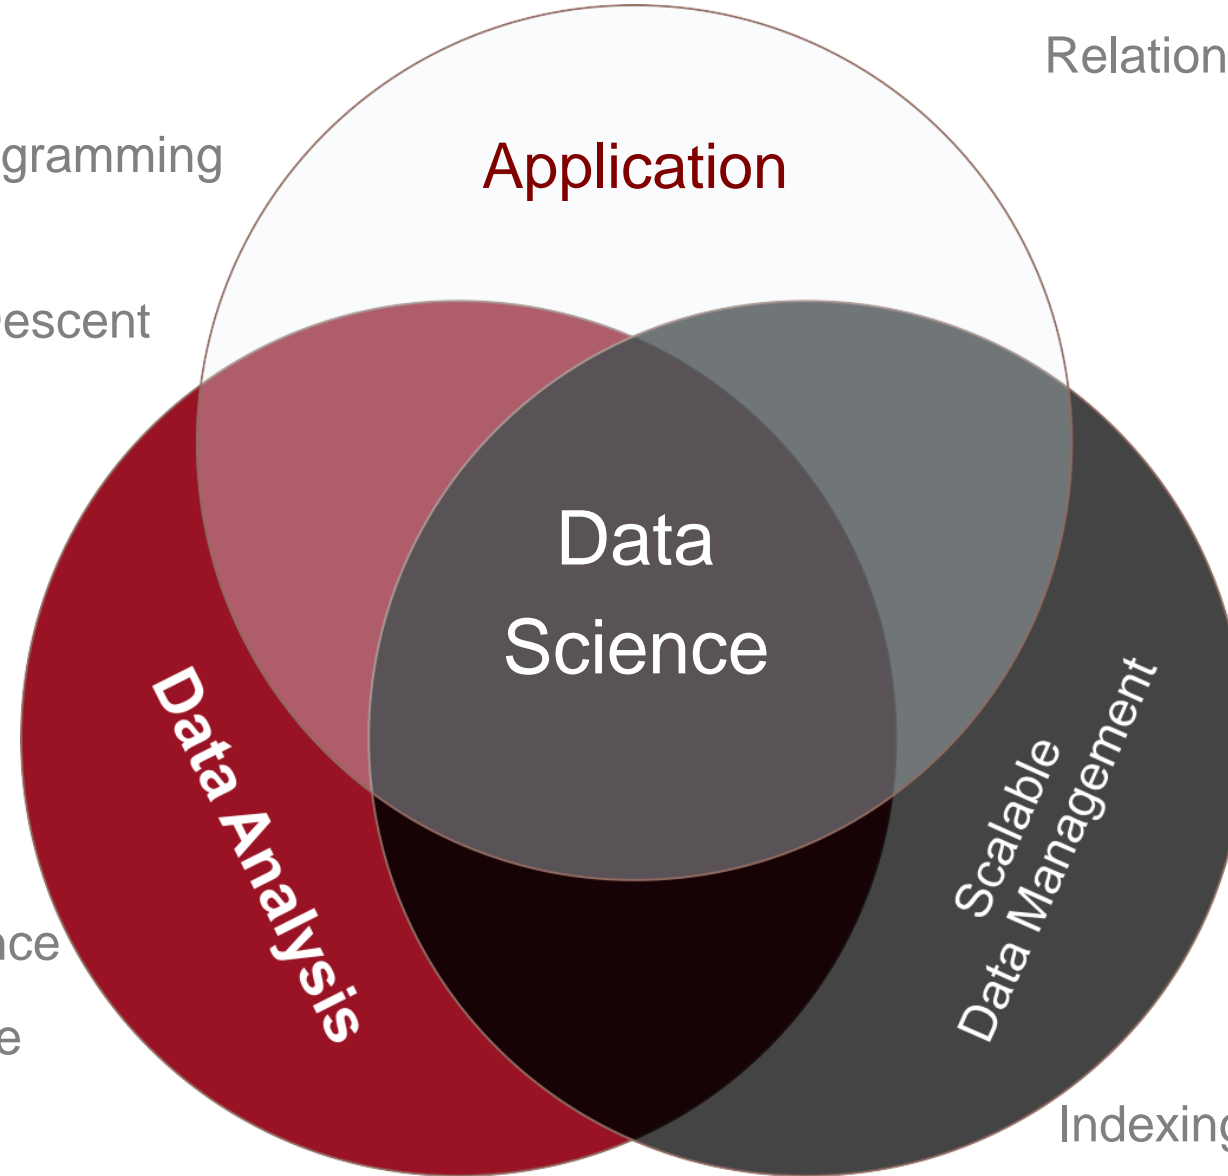 Relation
gramming
Application
escent
Data
Science
Data Analysis
Scalable
Data Management
nce
e
Indexing